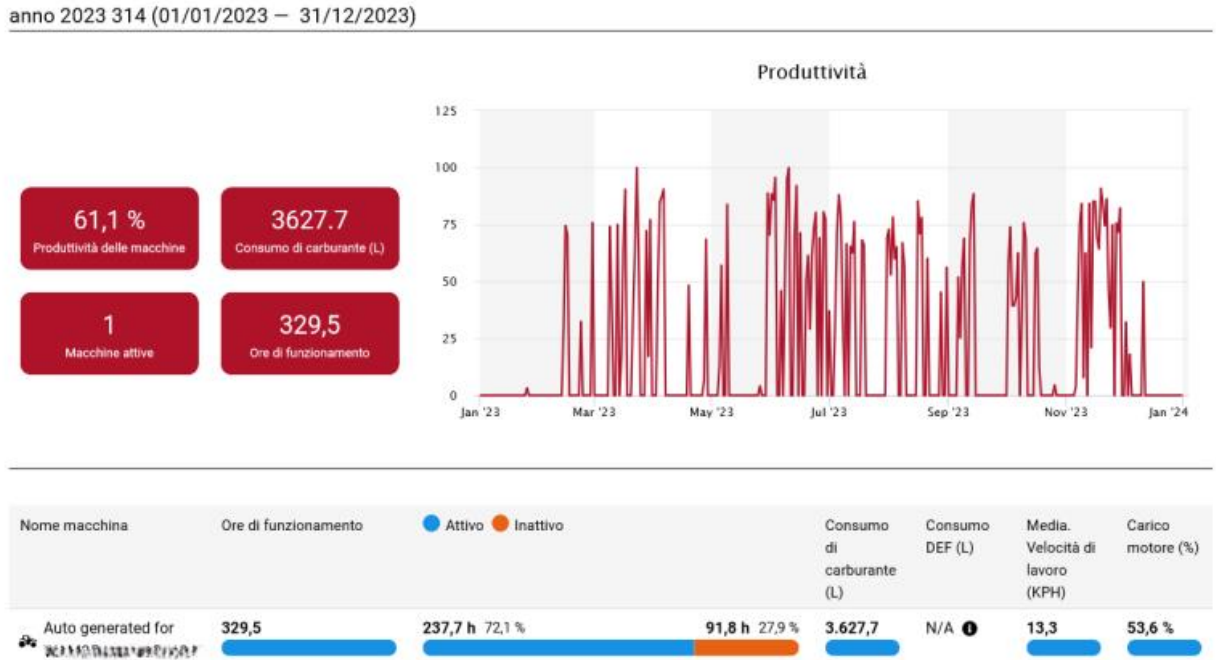 anno 2023 314 (01/01/2023 — 31/12/2023)
Produttività
125
100
75
50
25
0
Jan '23 Mar '23 May '23 Jul '23 Sep '23 Nov '23 Jan '24
61,1 %
Produttività delle macchine
3627.7
Consumo di carburante (L)
1
Macchine attive
329,5
Ore di funzionamento
Nome macchina
Ore di funzionamento
Attivo Inattivo
Consumo
di
carburante
(L)
Consumo
DEF (L)
Media.
Velocità di
lavoro
(KPH)
Carico
motore (%)
Auto generated for
329,5
237,7 h 72,1 %
91,8 h 27,9 %
3.627,7
N/A
13,3
53,6 %